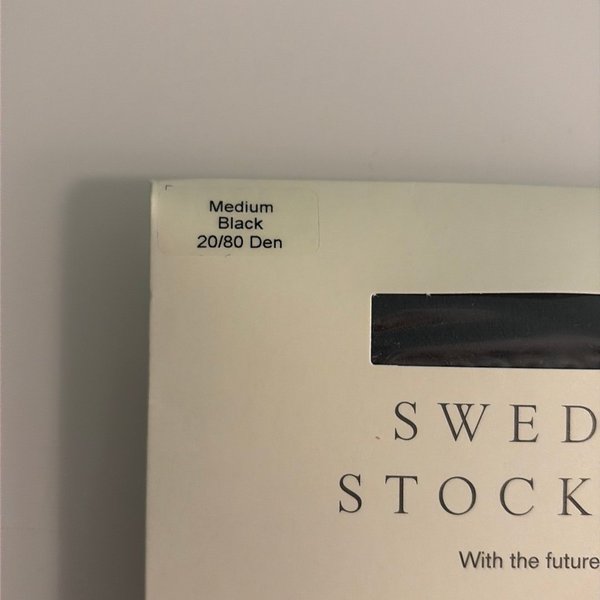 Medium
Black
20/80 Den
SWED
STOCK
With the future